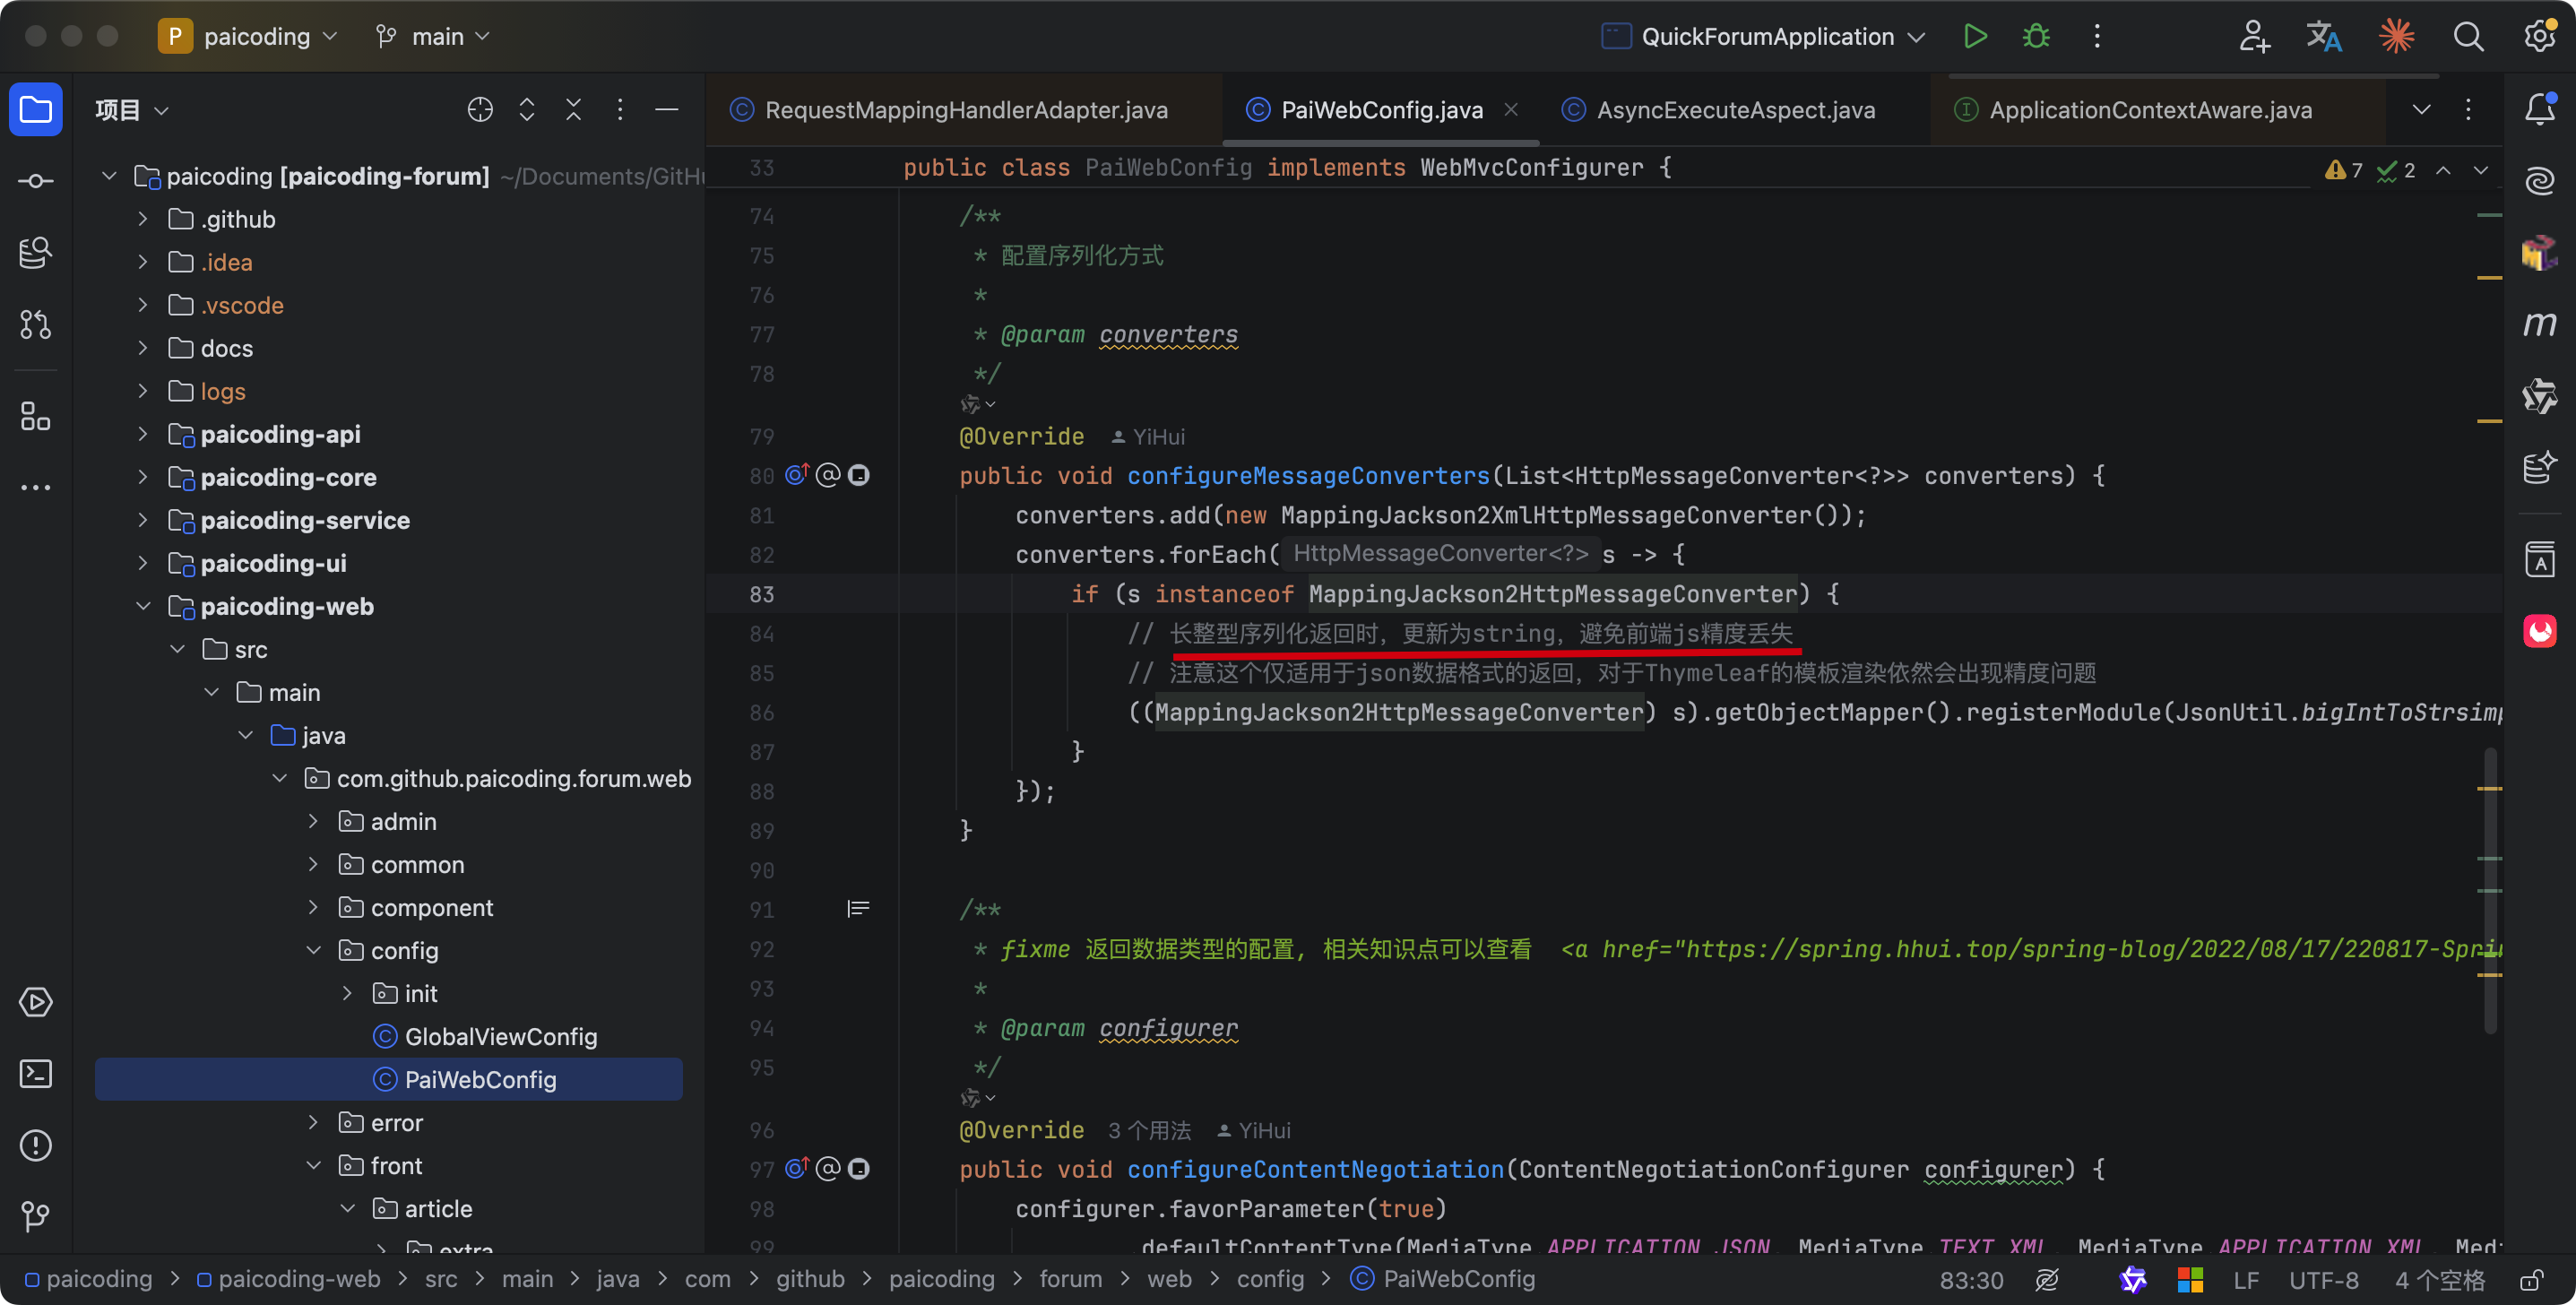 P paicoding main QuickForumApplication
项目
RequestMappingHandlerAdapter.java PaiWebConfig.java AsyncExecuteAspect.java ApplicationContextAware.java
paicoding [paicoding-forum] ~/Documents/GitHu
.github
.idea
.vscode
docs
logs
paicoding-api
paicoding-core
paicoding-service
paicoding-ui
paicoding-web
src
main
java
com.github.paicoding.forum.web
admin
common
component
config
init
GlobalViewConfig
PaiWebConfig
error
front
article
extra
33 public class PaiWebConfig implements WebMvcConfigurer {
7 2
74 /**
75 * 配置序列化方式
76 *
77 * @param converters
78 */
79 @Override YiHui
80 public void configureMessageConverters(List<HttpMessageConverter<?>> converters) {
81 converters.add(new MappingJackson2XmlHttpMessageConverter());
82 converters.forEach( HttpMessageConverter<?> s -> {
83 if (s instanceof MappingJackson2HttpMessageConverter) {
84 // 长整型序列化返回时，更新为string，避免前端js精度丢失
85 // 注意这个仅适用于json数据格式的返回，对于Thymeleaf的模板渲染依然会出现精度问题
86 ((MappingJackson2HttpMessageConverter) s).getObjectMapper().registerModule(JsonUtil.bigIntToStrsimp
87 }
88 });
89 }
90
91 /**
92 * fixme 返回数据类型的配置, 相关知识点可以查看 <a href="https://spring.hhui.top/spring-blog/2022/08/17/220817-Sprin
93 *
94 * @param configurer
95 */
96 @Override 3 个用法 YiHui
97 public void configureContentNegotiation(ContentNegotiationConfigurer configurer) {
98 configurer.favorParameter(true)
99 .defaultContentType(MediaType.APPLICATION_JSON, MediaType.TEXT_XML, MediaType.APPLICATION_XML, Med
paicoding > paicoding-web > src > main > java > com > github > paicoding > forum > web > config > PaiWebConfig
83:30 LF UTF-8 4 个空格